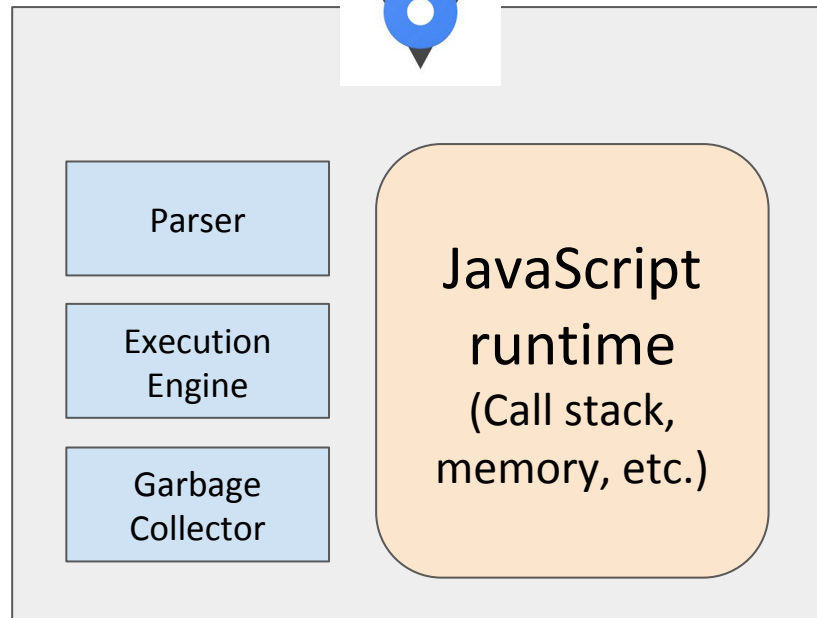 Parser
Execution
Engine
Garbage
Collector
JavaScript
runtime
(Call stack,
memory, etc.)